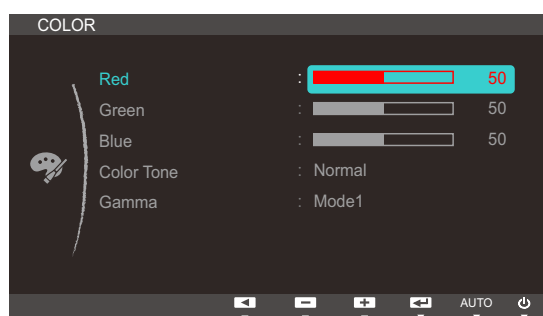 COLOR
Red : 50
Green : 50
Blue : 50
Color Tone : Normal
Gamma : Mode1
AUTO